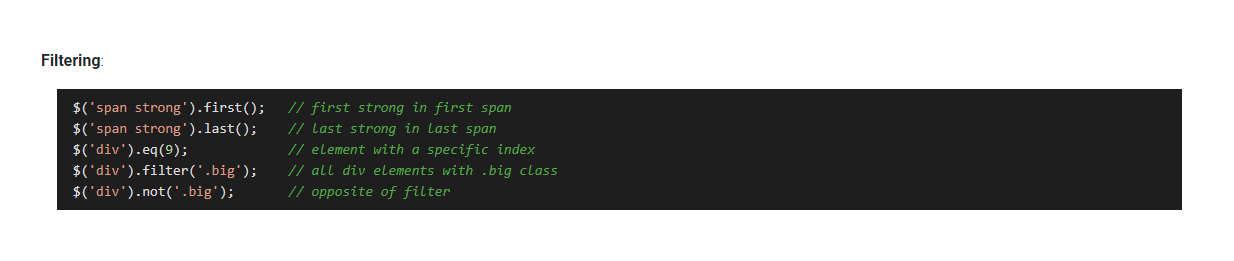 Filtering:
$('span strong').first();   // first strong in first span
$('span strong').last();    // last strong in last span
$('div').eq(9);             // element with a specific index
$('div').filter('.big');    // all div elements with .big class
$('div').not('.big');       // opposite of filter